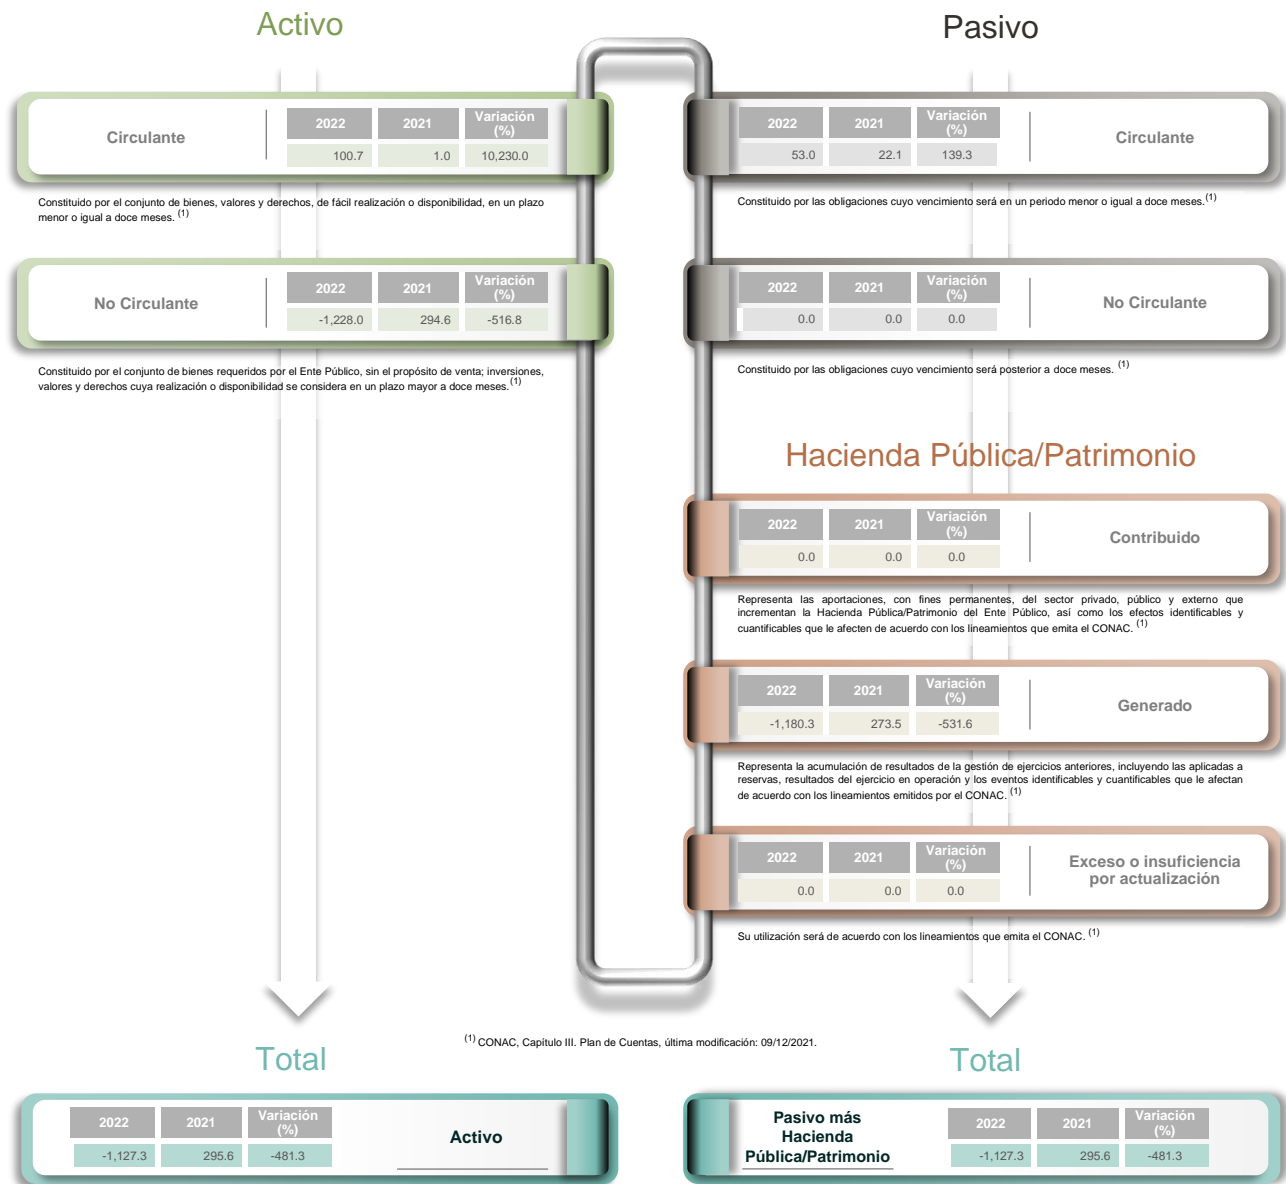 Activo
Circulante
2022 2021 Variación (%)
100.7 1.0 10,230.0
Constituido por el conjunto de bienes, valores y derechos, de fácil realización o disponibilidad, en un plazo
menor o igual a doce meses. (1)
No Circulante
2022 2021 Variación (%)
-1,228.0 294.6 -516.8
Constituido por el conjunto de bienes requeridos por el Ente Público, sin el propósito de venta; inversiones,
valores y derechos cuya realización o disponibilidad se considera en un plazo mayor a doce meses. (1)
Pasivo
2022 2021 Variación (%)
53.0 22.1 139.3
Circulante
Constituido por las obligaciones cuyo vencimiento será en un periodo menor o igual a doce meses. (1)
2022 2021 Variación (%)
0.0 0.0 0.0
No Circulante
Constituido por las obligaciones cuyo vencimiento será posterior a doce meses. (1)
Hacienda Pública/Patrimonio
2022 2021 Variación (%)
0.0 0.0 0.0
Contribuido
Representa las aportaciones, con fines permanentes, del sector privado, público y externo que
incrementan la Hacienda Pública/Patrimonio del Ente Público, así como los efectos identificables y
cuantificables que le afecten de acuerdo con los lineamientos que emita el CONAC. (1)
2022 2021 Variación (%)
-1,180.3 273.5 -531.6
Generado
Representa la acumulación de resultados de la gestión de ejercicios anteriores, incluyendo las aplicadas a
reservas, resultados del ejercicio en operación y los eventos identificables y cuantificables que le afectan
de acuerdo con los lineamientos emitidos por el CONAC. (1)
2022 2021 Variación (%)
0.0 0.0 0.0
Exceso o insuficiencia
por actualización
Su utilización será de acuerdo con los lineamientos que emita el CONAC. (1)
(1) CONAC, Capítulo III. Plan de Cuentas, última modificación: 09/12/2021.
Total
2022 2021 Variación (%)
-1,127.3 295.6 -481.3
Activo
Total
Pasivo más
Hacienda
Pública/Patrimonio
2022 2021 Variación (%)
-1,127.3 295.6 -481.3